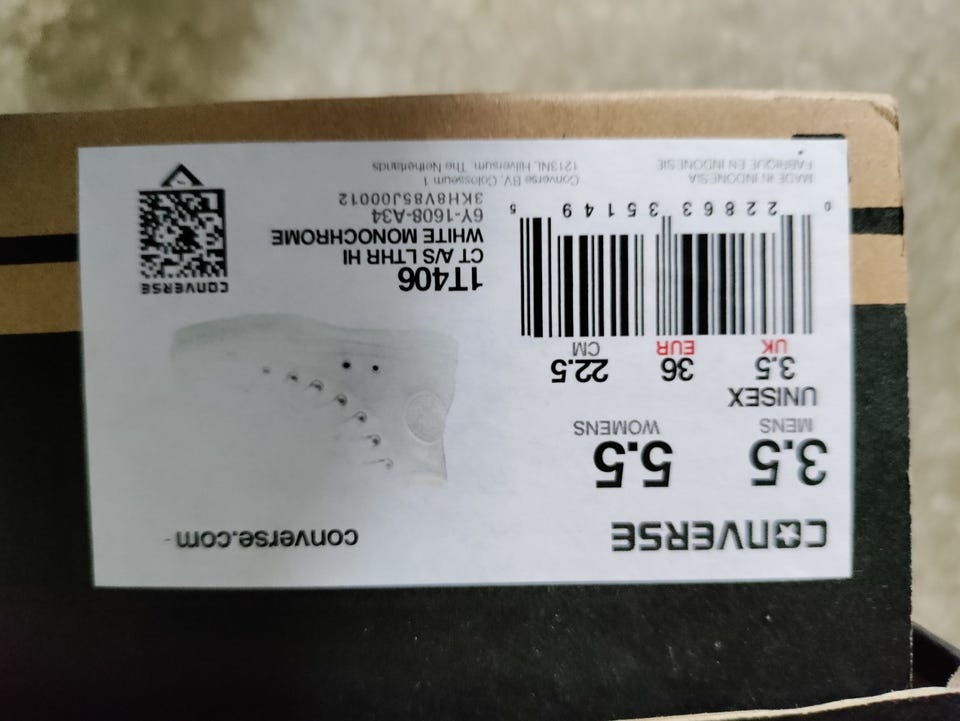 CONVERSE
converse.com
3.5 5.5
MENS WOMENS
UNISEX
3.5 36 22.5
UK EUR CM
0 22863 35149 5
MADE IN INDONESIA
FABRIQUE EN INDONESIE
1T406
CT A/S LTHR HI
WHITE MONOCHROME
6Y-1608-A34
3KH8V85J00012
Converse BV, Colosseum 1
1213NL Hilversum, The Netherlands
CONVERSE